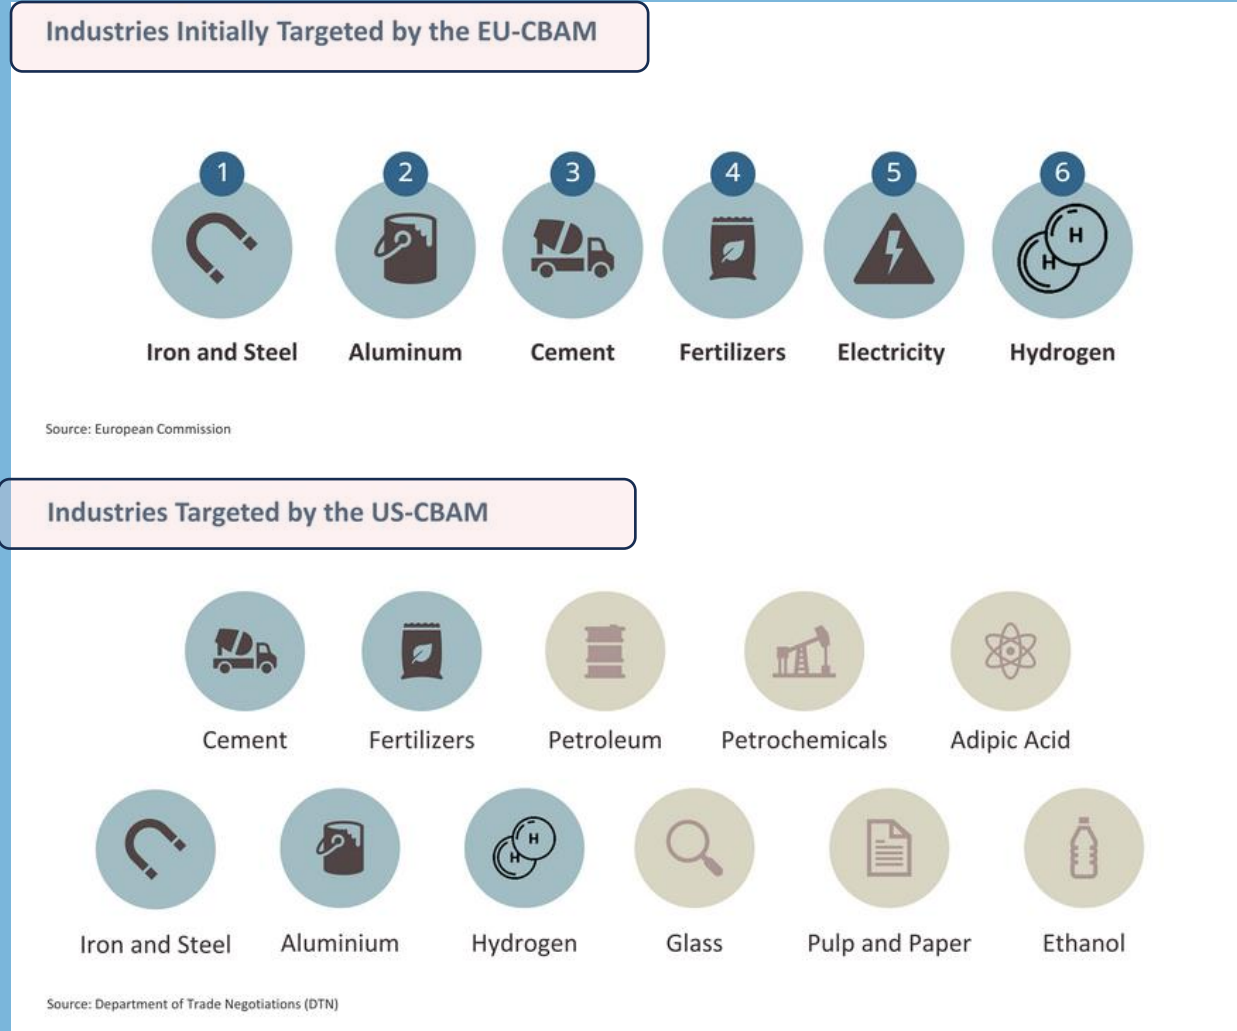 Industries Initially Targeted by the EU-CBAM
1 2 3 4 5 6
H
H
Iron and Steel Aluminum Cement Fertilizers Electricity Hydrogen
Source: European Commission
Industries Targeted by the US-CBAM
Cement Fertilizers Petroleum Petrochemicals Adipic Acid
H
H
Iron and Steel Aluminium Hydrogen Glass Pulp and Paper Ethanol
Source: Department of Trade Negotiations (DTN)